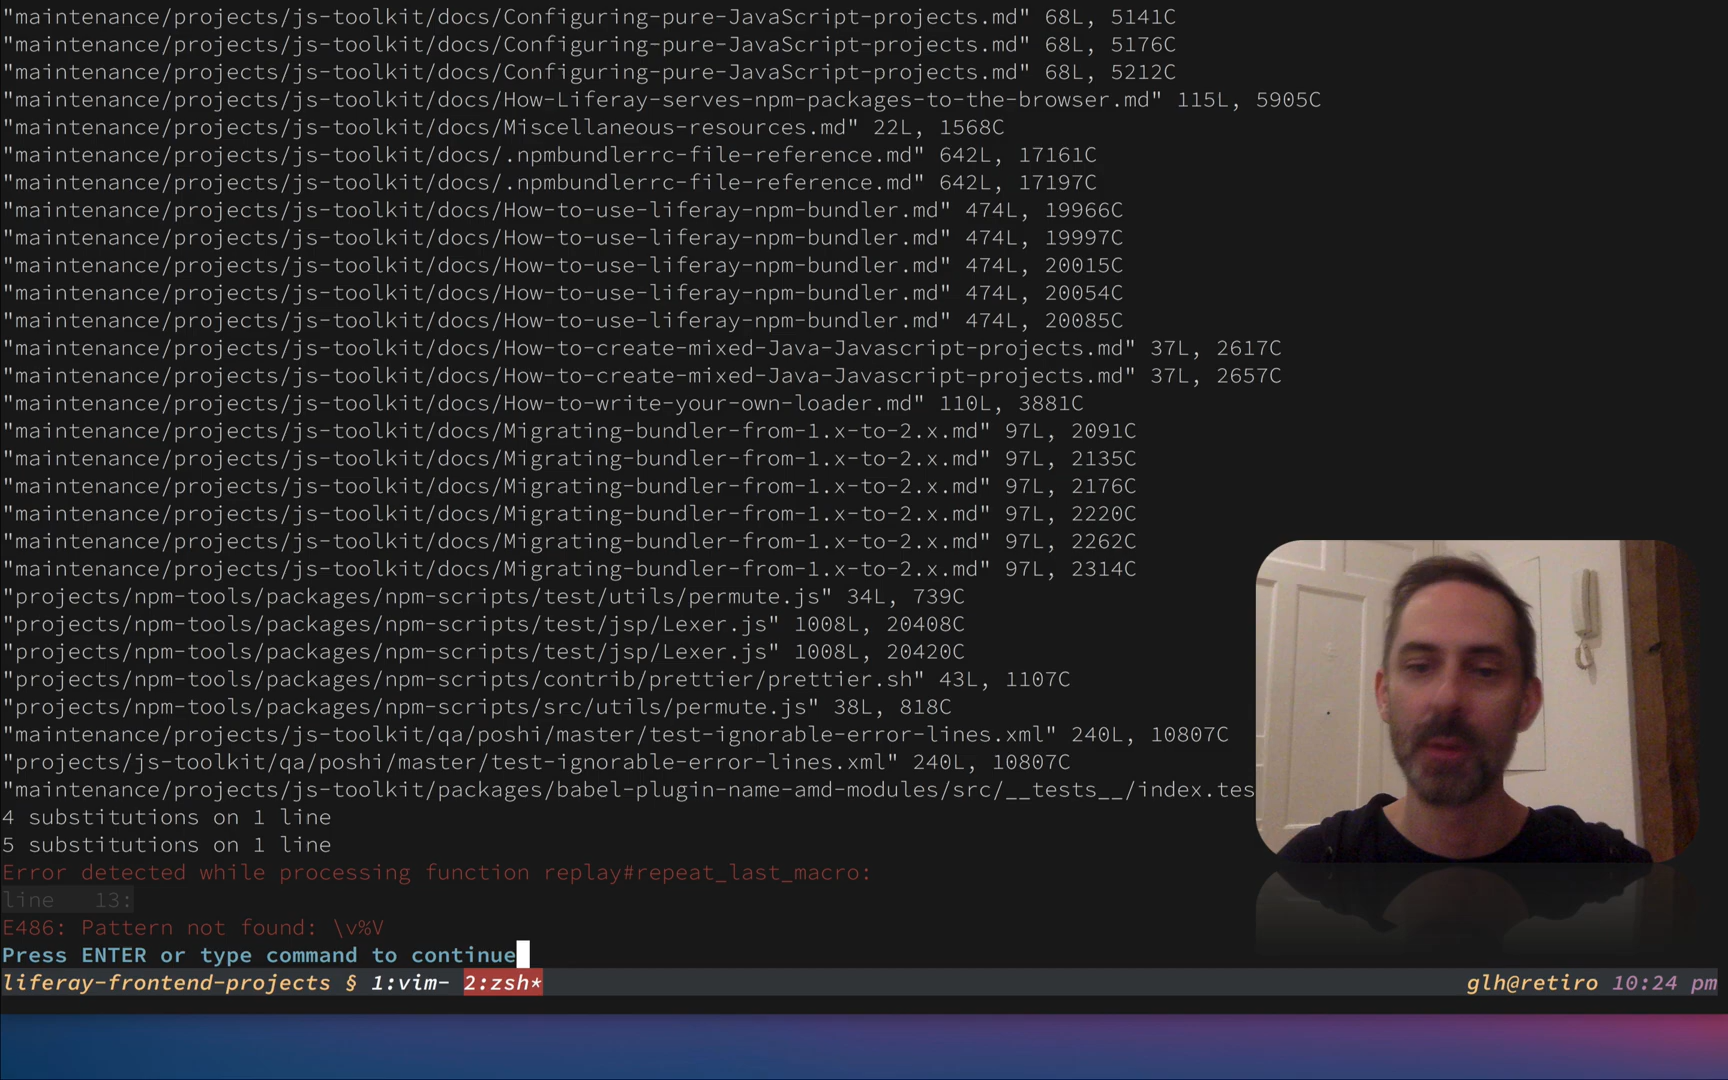 "maintenance/projects/js-toolkit/docs/Configuring-pure-JavaScript-projects.md" 68L, 5141C
"maintenance/projects/js-toolkit/docs/Configuring-pure-JavaScript-projects.md" 68L, 5176C
"maintenance/projects/js-toolkit/docs/Configuring-pure-JavaScript-projects.md" 68L, 5212C
"maintenance/projects/js-toolkit/docs/How-Liferay-serves-npm-packages-to-the-browser.md" 115L, 5905C
"maintenance/projects/js-toolkit/docs/Miscellaneous-resources.md" 22L, 1568C
"maintenance/projects/js-toolkit/docs/.npmbundlerrc-file-reference.md" 642L, 17161C
"maintenance/projects/js-toolkit/docs/.npmbundlerrc-file-reference.md" 642L, 17197C
"maintenance/projects/js-toolkit/docs/How-to-use-liferay-npm-bundler.md" 474L, 19966C
"maintenance/projects/js-toolkit/docs/How-to-use-liferay-npm-bundler.md" 474L, 19997C
"maintenance/projects/js-toolkit/docs/How-to-use-liferay-npm-bundler.md" 474L, 20015C
"maintenance/projects/js-toolkit/docs/How-to-use-liferay-npm-bundler.md" 474L, 20054C
"maintenance/projects/js-toolkit/docs/How-to-use-liferay-npm-bundler.md" 474L, 20085C
"maintenance/projects/js-toolkit/docs/How-to-create-mixed-Java-Javascript-projects.md" 37L, 2617C
"maintenance/projects/js-toolkit/docs/How-to-create-mixed-Java-Javascript-projects.md" 37L, 2657C
"maintenance/projects/js-toolkit/docs/How-to-write-your-own-loader.md" 110L, 3881C
"maintenance/projects/js-toolkit/docs/Migrating-bundler-from-1.x-to-2.x.md" 97L, 2091C
"maintenance/projects/js-toolkit/docs/Migrating-bundler-from-1.x-to-2.x.md" 97L, 2135C
"maintenance/projects/js-toolkit/docs/Migrating-bundler-from-1.x-to-2.x.md" 97L, 2176C
"maintenance/projects/js-toolkit/docs/Migrating-bundler-from-1.x-to-2.x.md" 97L, 2220C
"maintenance/projects/js-toolkit/docs/Migrating-bundler-from-1.x-to-2.x.md" 97L, 2262C
"maintenance/projects/js-toolkit/docs/Migrating-bundler-from-1.x-to-2.x.md" 97L, 2314C
"projects/npm-tools/packages/npm-scripts/test/utils/permute.js" 34L, 739C
"projects/npm-tools/packages/npm-scripts/test/jsp/Lexer.js" 1008L, 20408C
"projects/npm-tools/packages/npm-scripts/test/jsp/Lexer.js" 1008L, 20420C
"projects/npm-tools/packages/npm-scripts/contrib/prettier/prettier.sh" 43L, 1107C
"projects/npm-tools/packages/npm-scripts/src/utils/permute.js" 38L, 818C
"maintenance/projects/js-toolkit/qa/poshi/master/test-ignorable-error-lines.xml" 240L, 10807C
"projects/js-toolkit/qa/poshi/master/test-ignorable-error-lines.xml" 240L, 10807C
"maintenance/projects/js-toolkit/packages/babel-plugin-name-amd-modules/src/__tests__/index.tes
4 substitutions on 1 line
5 substitutions on 1 line
Error detected while processing function replay#repeat_last_macro:
line   13:
E486: Pattern not found: \v%V
Press ENTER or type command to continue
liferay-frontend-projects § 1:vim- 2:zsh* glh@retiro 10:24 pm